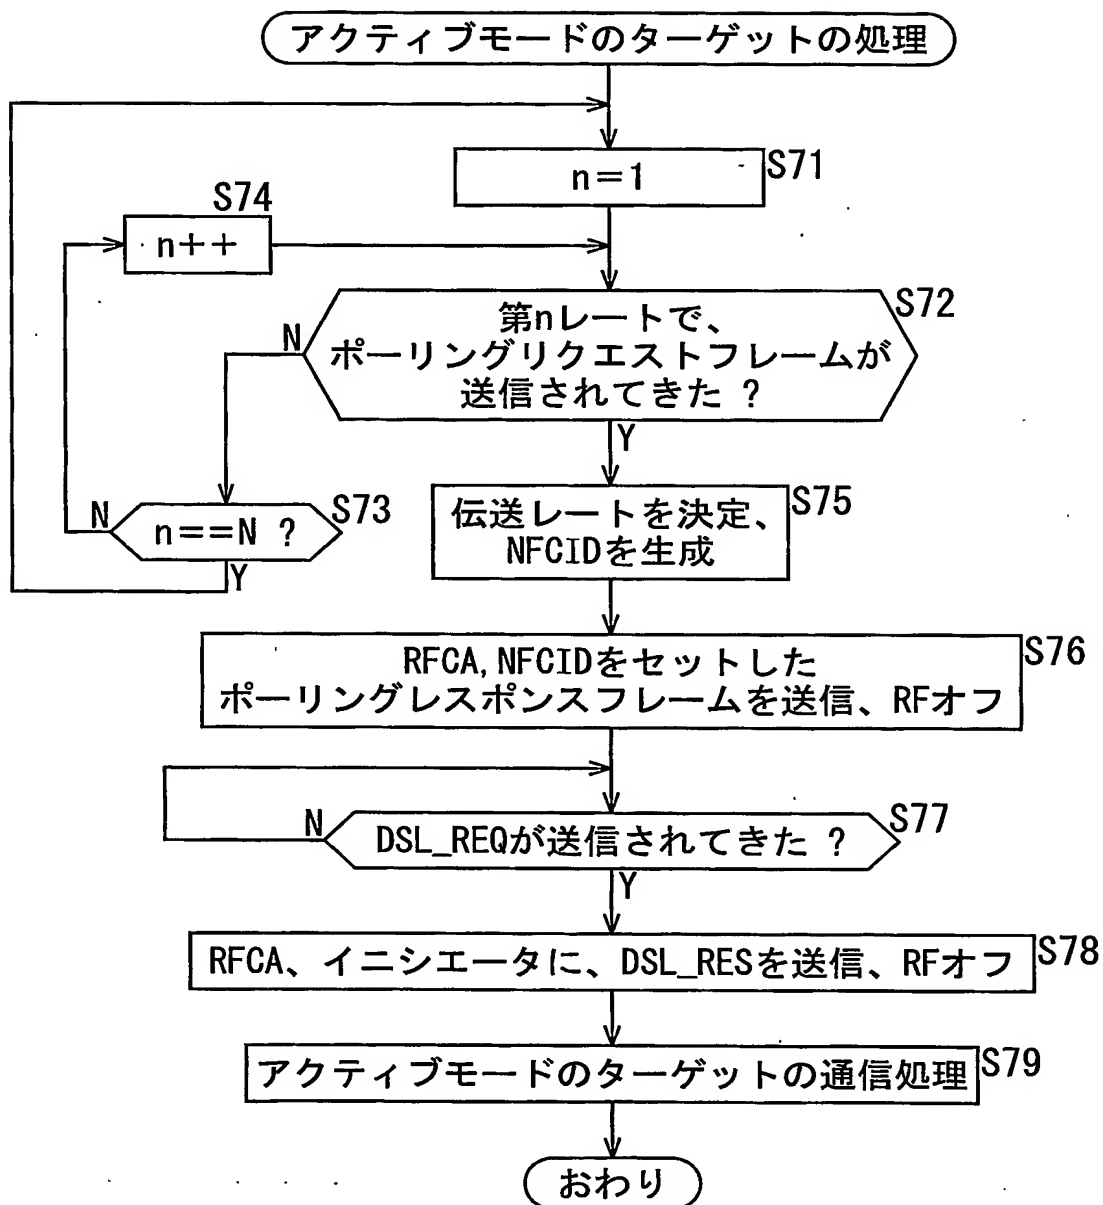 アクティブモードのターゲットの処理
n=1
S71
S74
n++
第nレートで、
ポーリングリクエストフレームが
送信されてきた ?
S72
N
Y
n==N ?
S73
N
Y
伝送レートを決定、
NFCIDを生成
S75
RFCA,NFCIDをセットした
ポーリングレスポンスフレームを送信、RFオフ
S76
DSL_REQが送信されてきた ?
S77
N
Y
RFCA、イニシエータに、DSL_RESを送信、RFオフ
S78
アクティブモードのターゲットの通信処理
S79
おわり